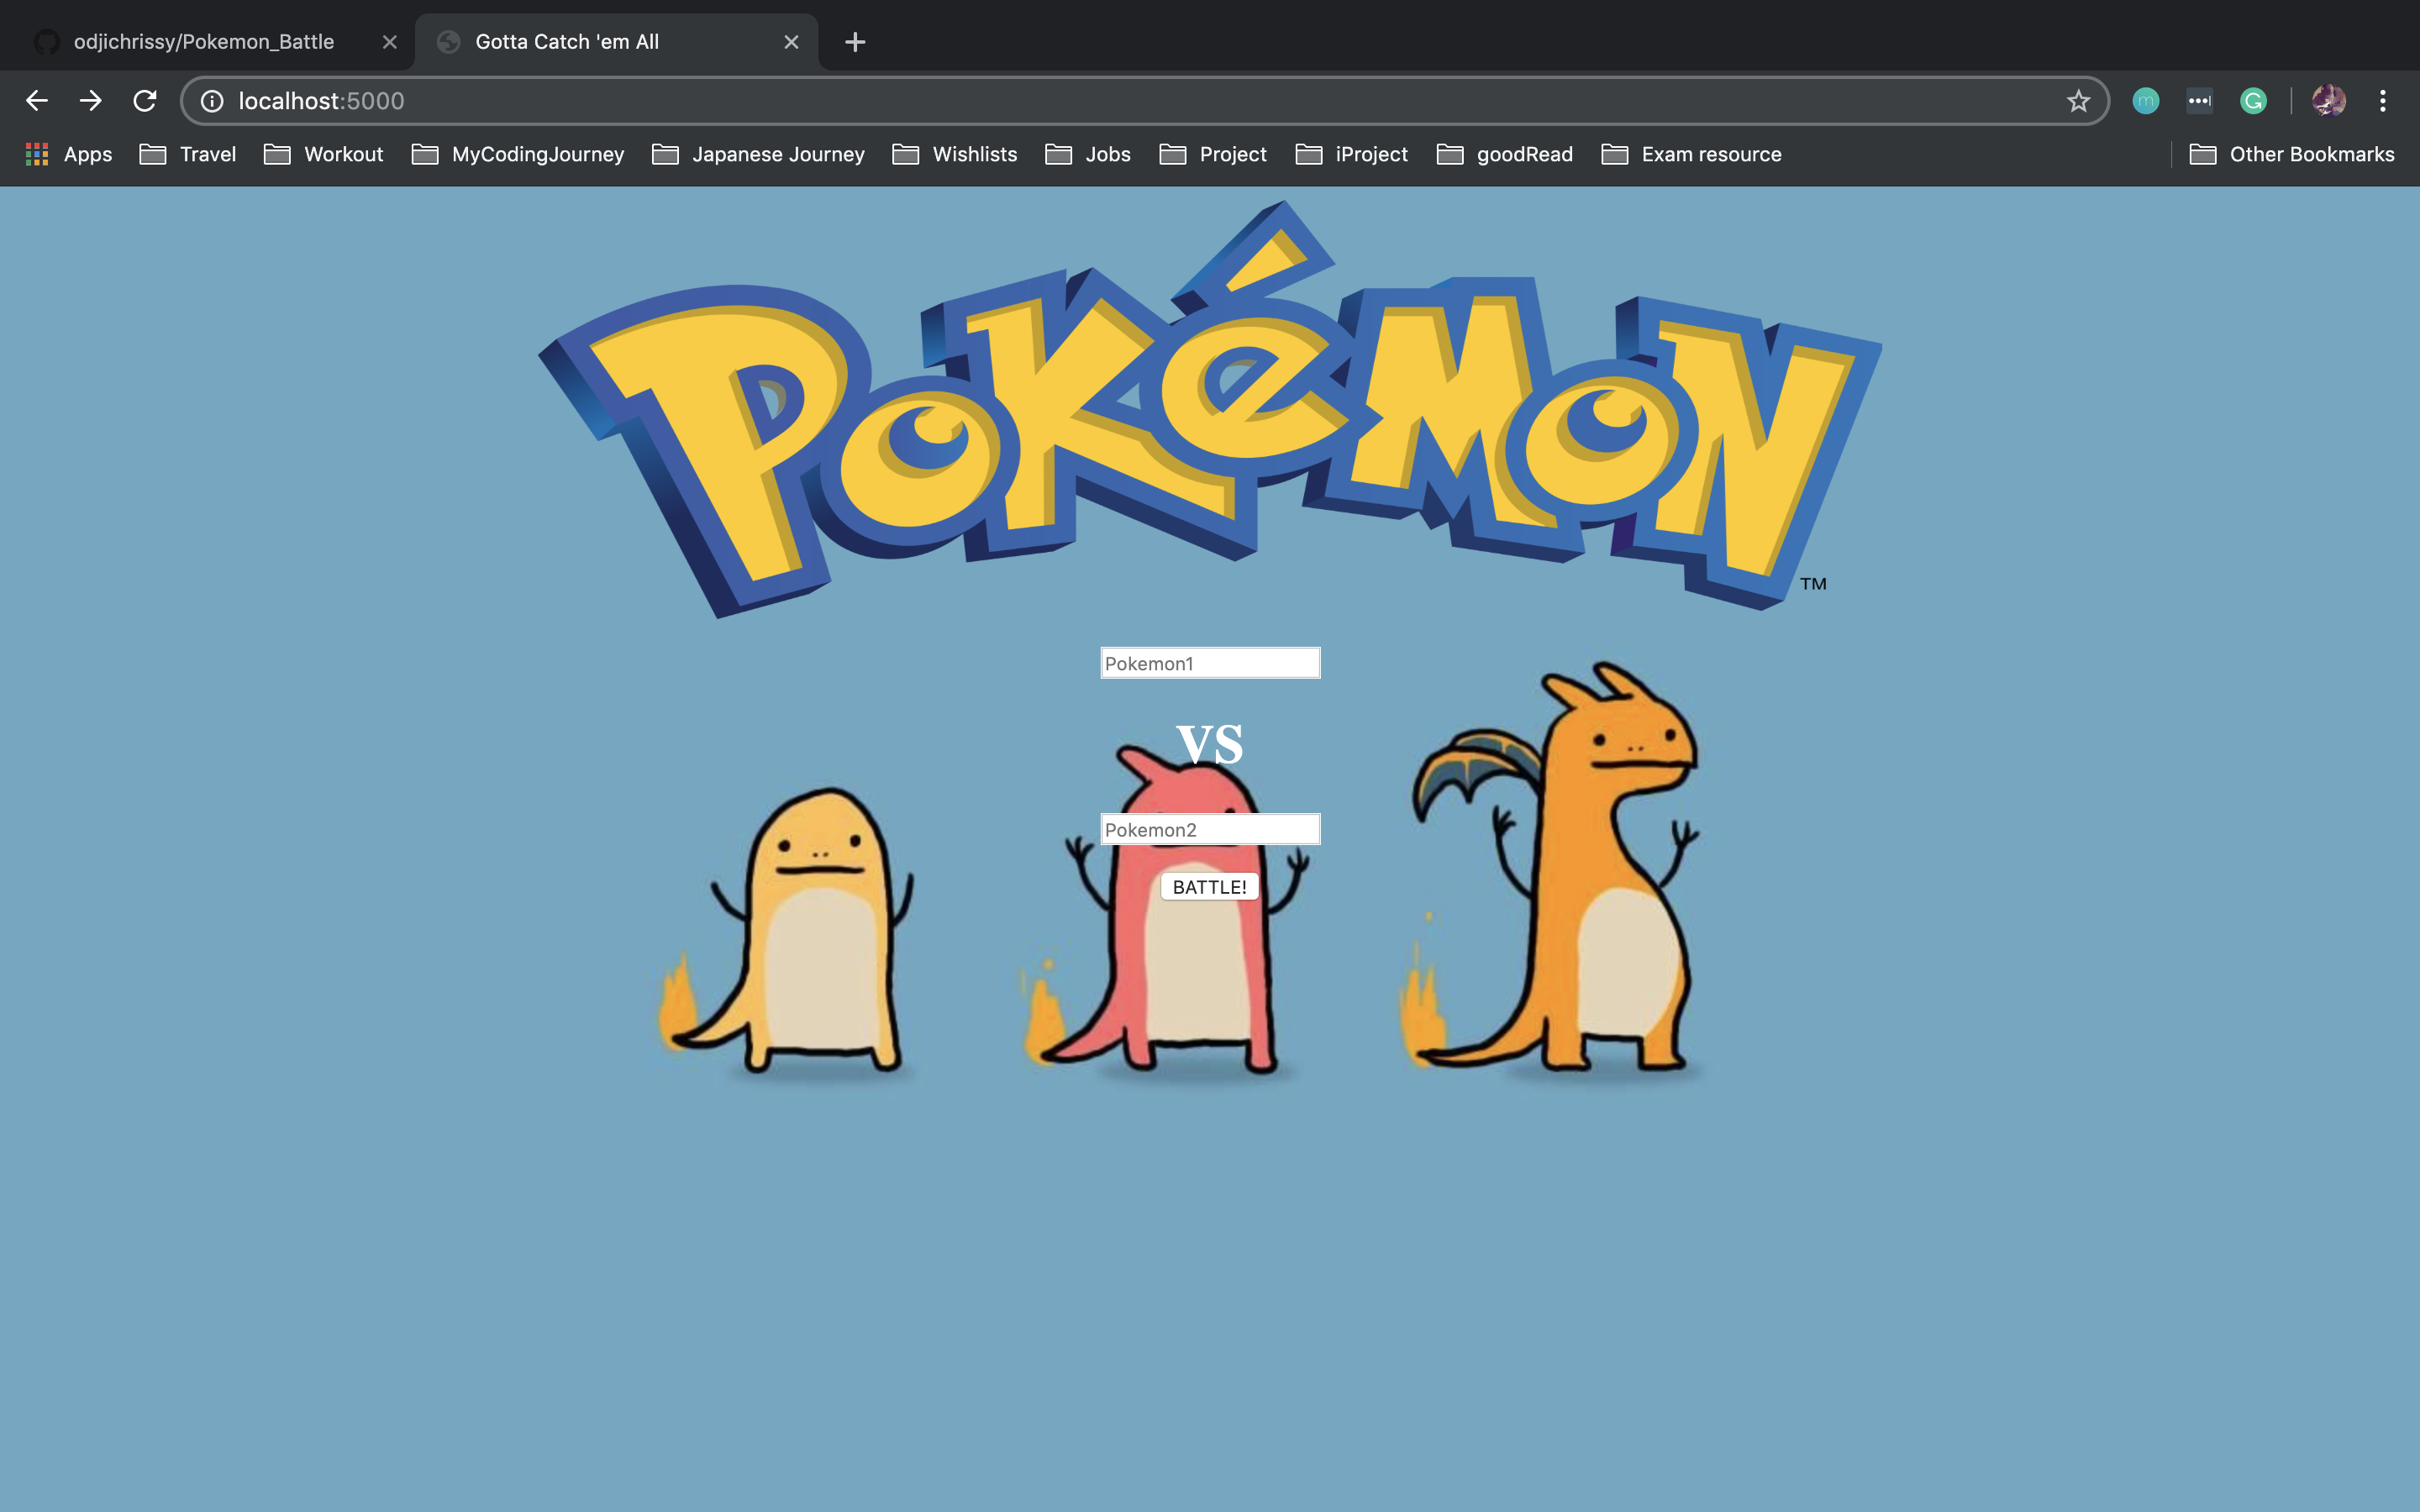 odjichrissy/Pokemon_Battle
Gotta Catch 'em All
localhost:5000
Apps Travel Workout MyCodingJourney Japanese Journey Wishlists Jobs Project iProject goodRead Exam resource Other Bookmarks
POKéMON
TM
Pokemon1
vs
Pokemon2
BATTLE!